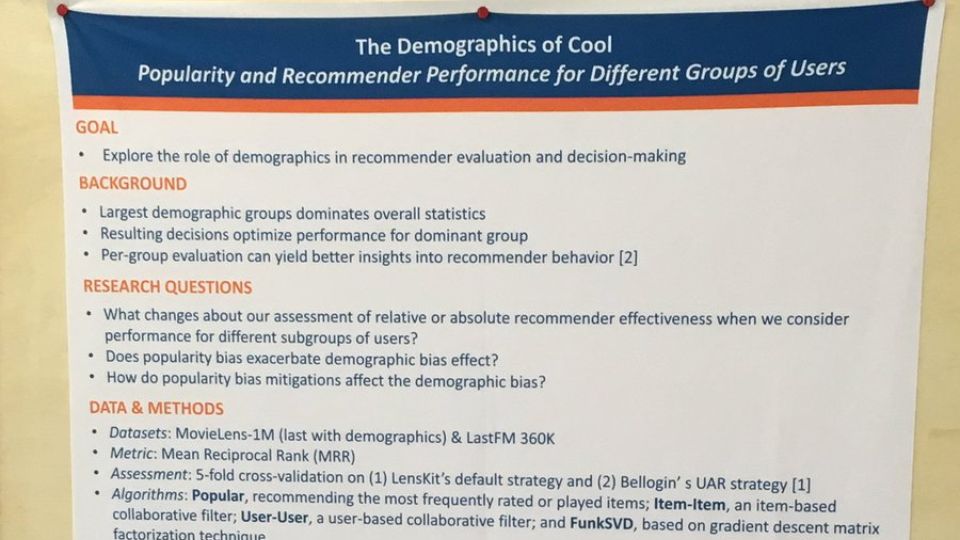 The Demographics of Cool
Popularity and Recommender Performance for Different Groups of Users
GOAL
• Explore the role of demographics in recommender evaluation and decision-making
BACKGROUND
• Largest demographic groups dominates overall statistics
• Resulting decisions optimize performance for dominant group
• Per-group evaluation can yield better insights into recommender behavior [2]
RESEARCH QUESTIONS
• What changes about our assessment of relative or absolute recommender effectiveness when we consider
performance for different subgroups of users?
• Does popularity bias exacerbate demographic bias effect?
• How do popularity bias mitigations affect the demographic bias?
DATA & METHODS
• Datasets: MovieLens-1M (last with demographics) & LastFM 360K
• Metric: Mean Reciprocal Rank (MRR)
• Assessment: 5-fold cross-validation on (1) LensKit's default strategy and (2) Bellogin' s UAR strategy [1]
• Algorithms: Popular, recommending the most frequently rated or played items; Item-Item, an item-based
collaborative filter; User-User, a user-based collaborative filter; and FunkSVD, based on gradient descent matrix
factorization technique